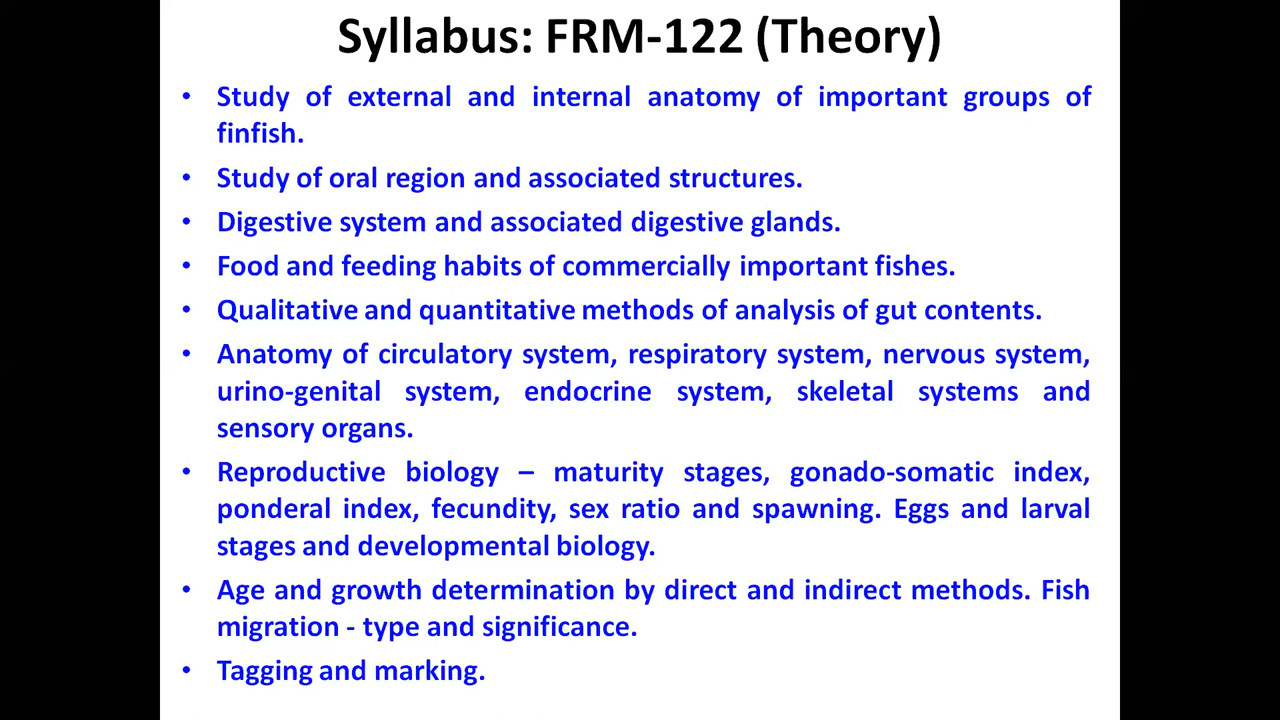 Syllabus: FRM-122 (Theory)
• Study of external and internal anatomy of important groups of
finfish.
• Study of oral region and associated structures.
• Digestive system and associated digestive glands.
• Food and feeding habits of commercially important fishes.
• Qualitative and quantitative methods of analysis of gut contents.
• Anatomy of circulatory system, respiratory system, nervous system,
urino-genital system, endocrine system, skeletal systems and
sensory organs.
• Reproductive biology – maturity stages, gonado-somatic index,
ponderal index, fecundity, sex ratio and spawning. Eggs and larval
stages and developmental biology.
• Age and growth determination by direct and indirect methods. Fish
migration - type and significance.
• Tagging and marking.